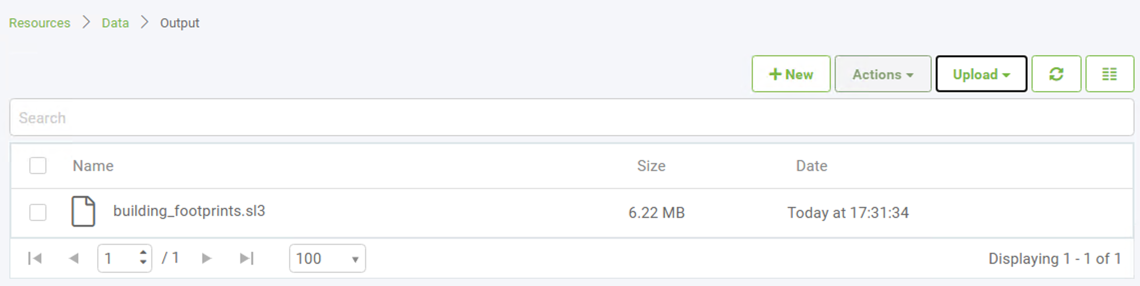 Resources > Data > Output
+ New Actions Upload
Search
Name Size Date
building_footprints.sl3 6.22 MB Today at 17:31:34
1 / 1 100 Displaying 1 - 1 of 1